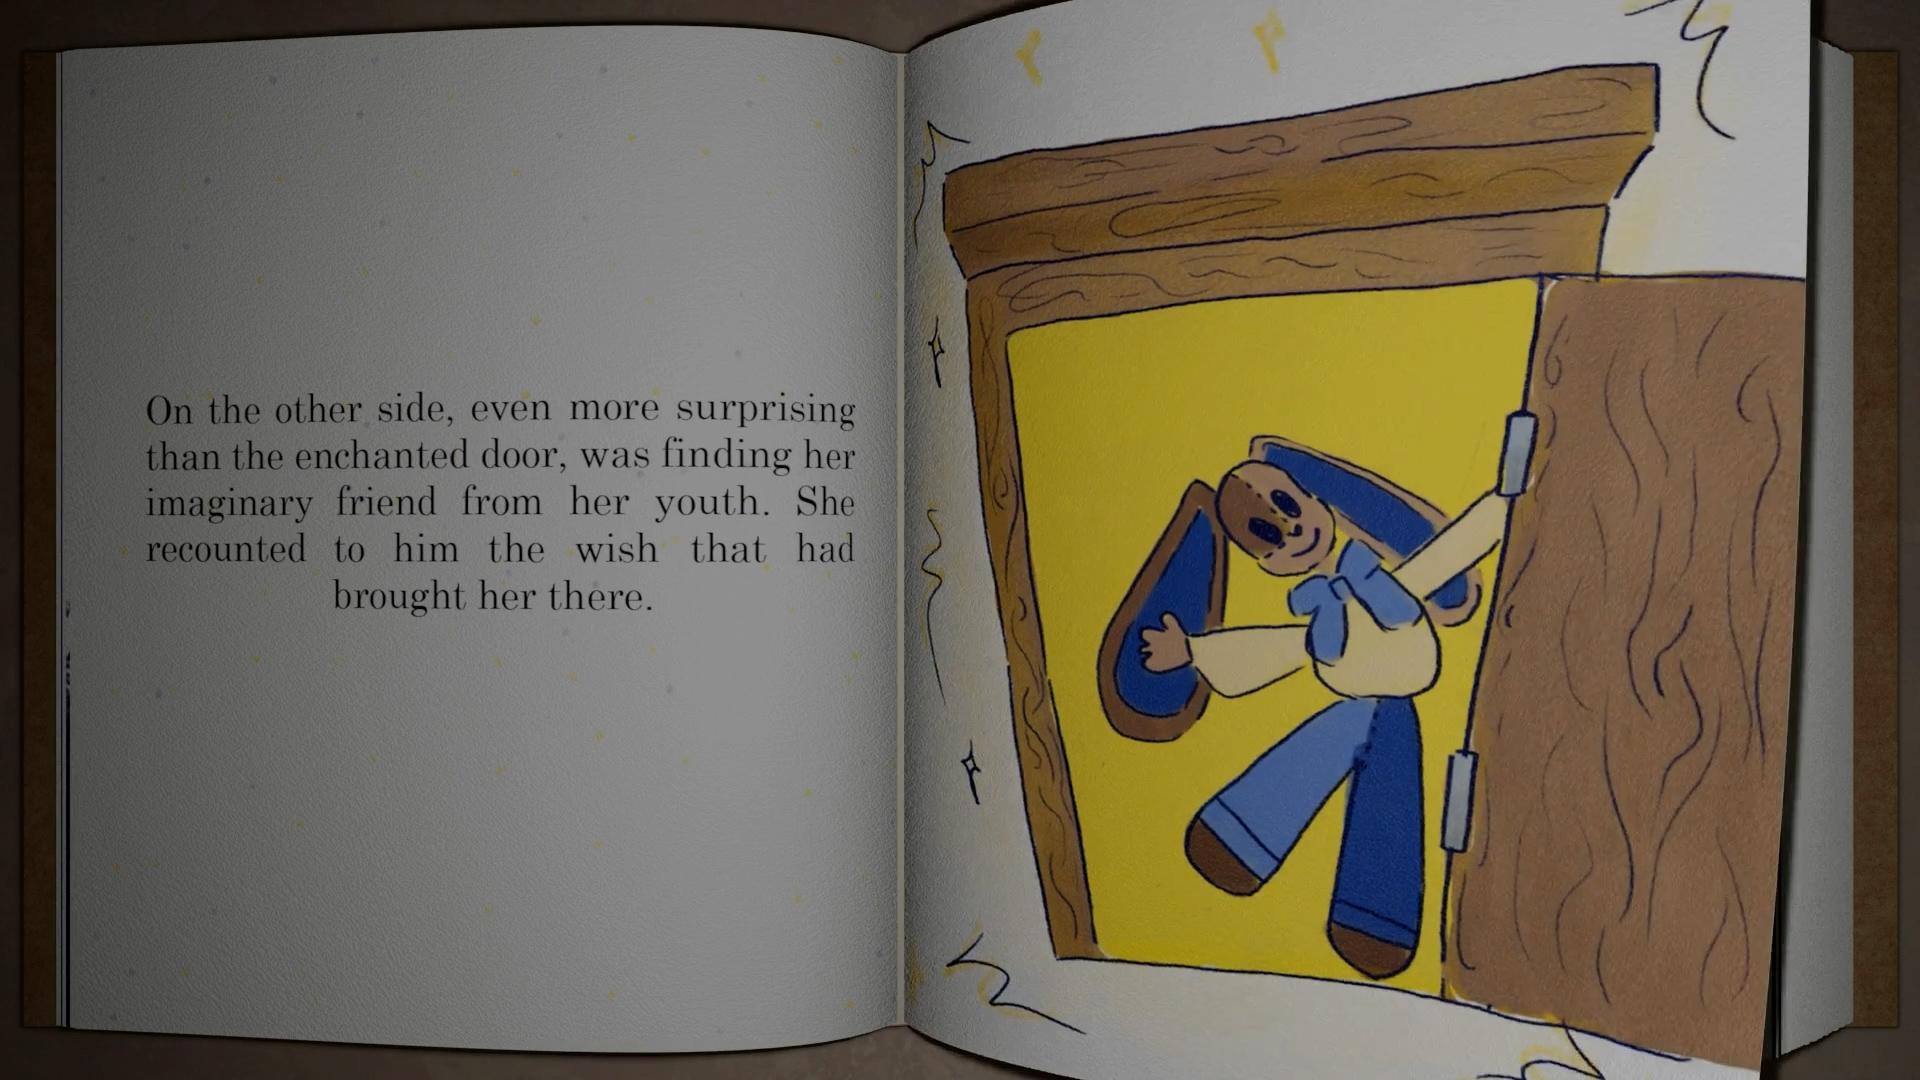 On the other side, even more surprising
than the enchanted door, was finding her
imaginary friend from her youth. She
recounted to him the wish that had
brought her there.